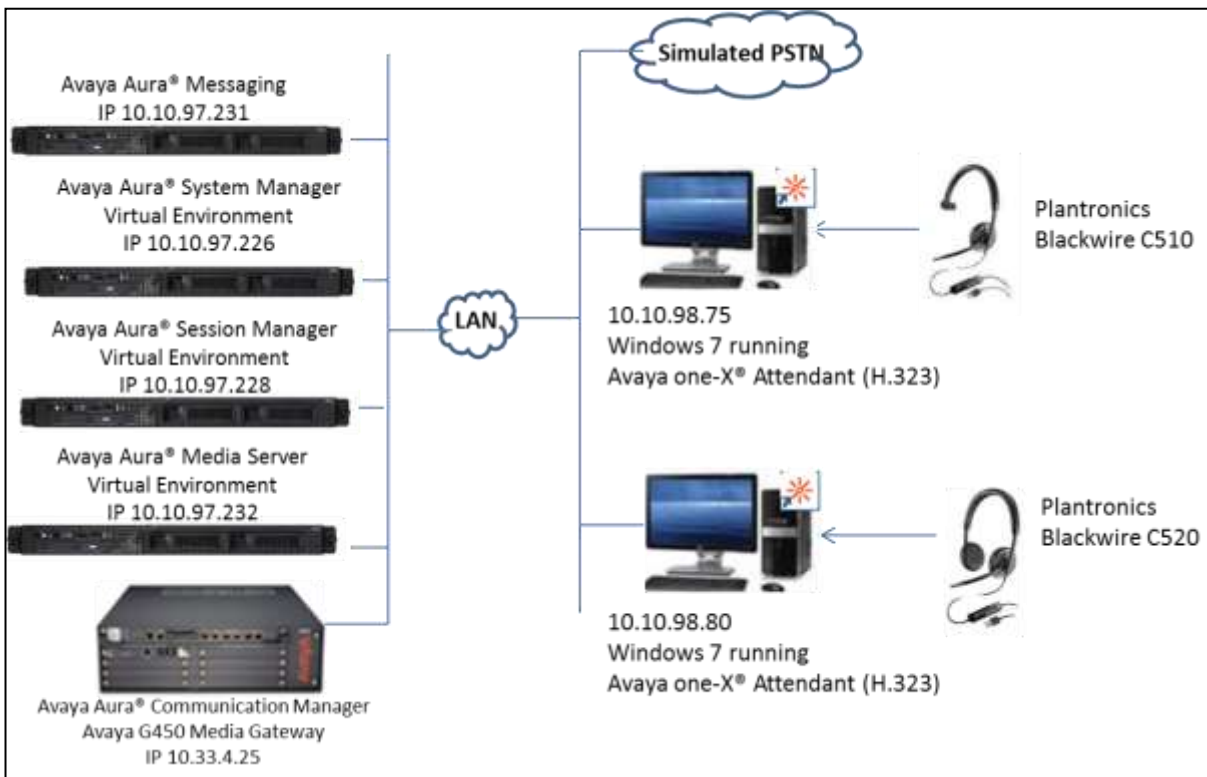 Avaya Aura® Messaging
IP 10.10.97.231
Avaya Aura® System Manager
Virtual Environment
IP 10.10.97.226
Avaya Aura® Session Manager
Virtual Environment
IP 10.10.97.228
Avaya Aura® Media Server
Virtual Environment
IP 10.10.97.232
Avaya Aura® Communication Manager
Avaya G450 Media Gateway
IP 10.33.4.25
LAN
Simulated PSTN
10.10.98.75
Windows 7 running
Avaya one-X® Attendant (H.323)
Plantronics
Blackwire C510
10.10.98.80
Windows 7 running
Avaya one-X® Attendant (H.323)
Plantronics
Blackwire C520